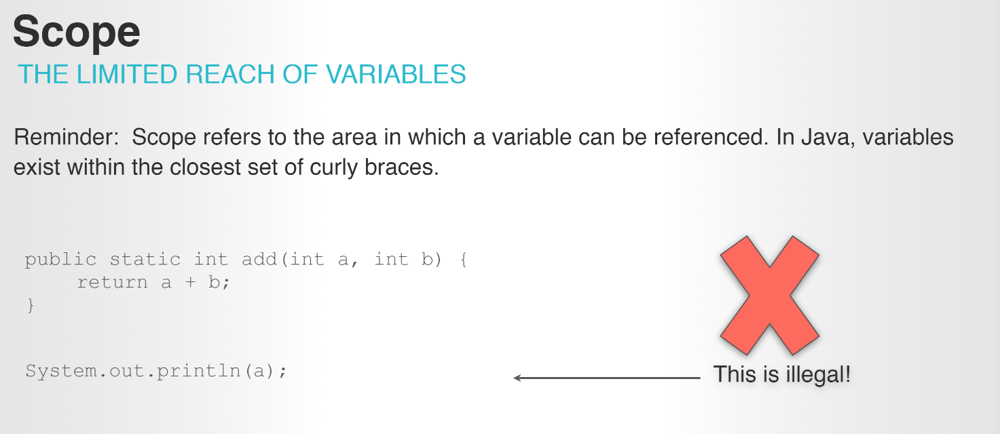 Scope
THE LIMITED REACH OF VARIABLES
Reminder:  Scope refers to the area in which a variable can be referenced. In Java, variables
exist within the closest set of curly braces.
public static int add(int a, int b) {
return a + b;
}
System.out.println(a);
This is illegal!